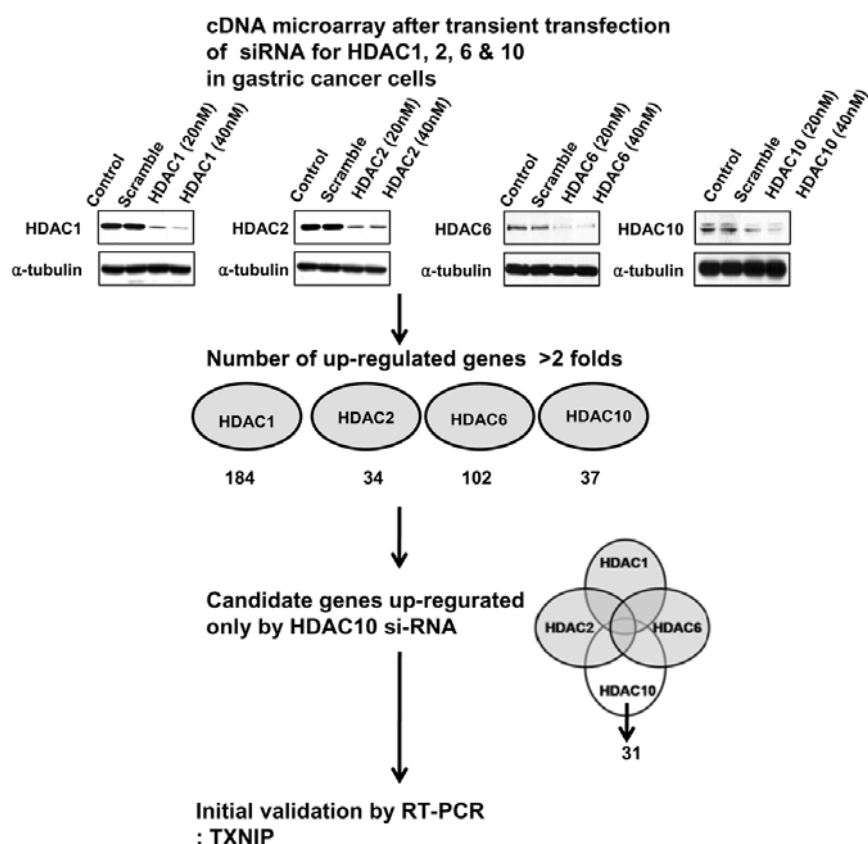 cDNA microarray after transient transfection
of siRNA for HDAC1, 2, 6 & 10
in gastric cancer cells
Control
Scramble
HDAC1 (20nM)
HDAC1 (40nM)
Control
Scramble
HDAC2 (20nM)
HDAC2 (40nM)
Control
Scramble
HDAC6 (20nM)
HDAC6 (40nM)
Control
Scramble
HDAC10 (20nM)
HDAC10 (40nM)
HDAC1
HDAC2
HDAC6
HDAC10
α-tubulin
α-tubulin
α-tubulin
α-tubulin
Number of up-regulated genes >2 folds
HDAC1
HDAC2
HDAC6
HDAC10
184
34
102
37
Candidate genes up-regurated
only by HDAC10 si-RNA
HDAC1
HDAC2
HDAC6
HDAC10
31
Initial validation by RT-PCR
: TXNIP